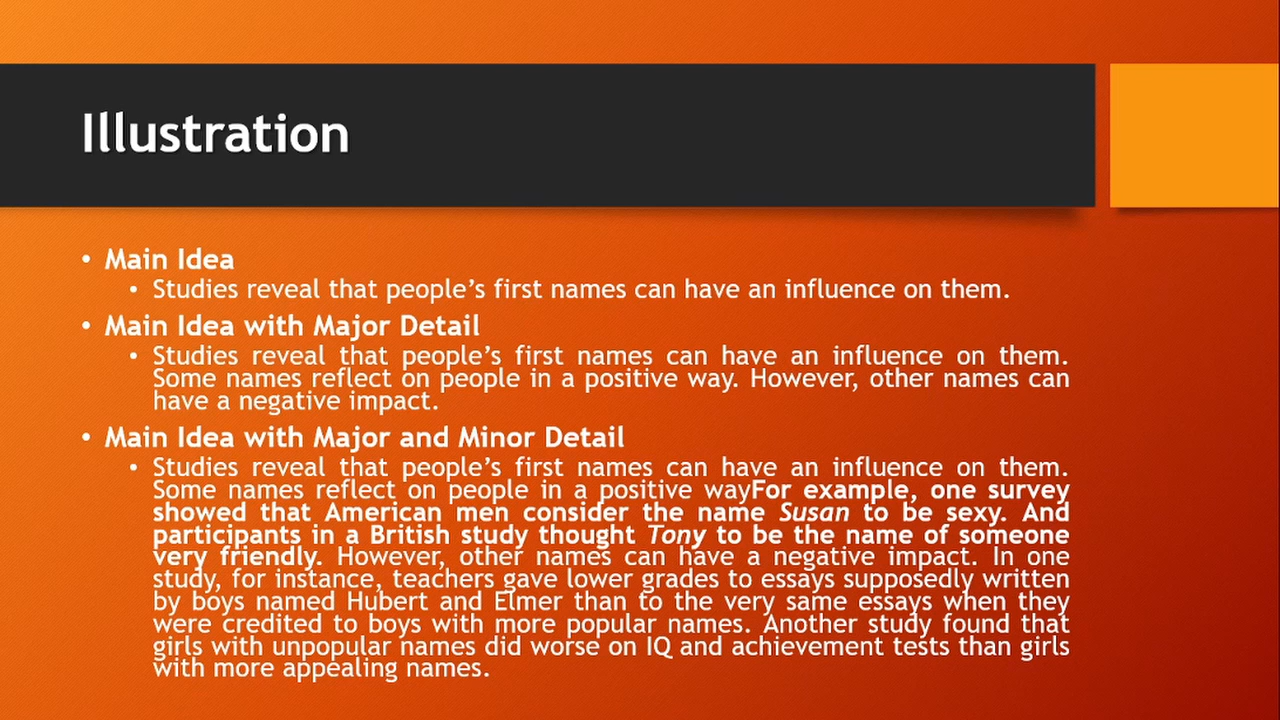 Illustration
• Main Idea
• Studies reveal that people’s first names can have an influence on them.
• Main Idea with Major Detail
• Studies reveal that people’s first names can have an influence on them.
Some names reflect on people in a positive way. However, other names can
have a negative impact.
• Main Idea with Major and Minor Detail
• Studies reveal that people’s first names can have an influence on them.
Some names reflect on people in a positive wayFor example, one survey
showed that American men consider the name Susan to be sexy. And
participants in a British study thought Tony to be the name of someone
very friendly. However, other names can have a negative impact. In one
study, for instance, teachers gave lower grades to essays supposedly written
by boys named Hubert and Elmer than to the very same essays when they
were credited to boys with more popular names. Another study found that
girls with unpopular names did worse on IQ and achievement tests than girls
with more appealing names.